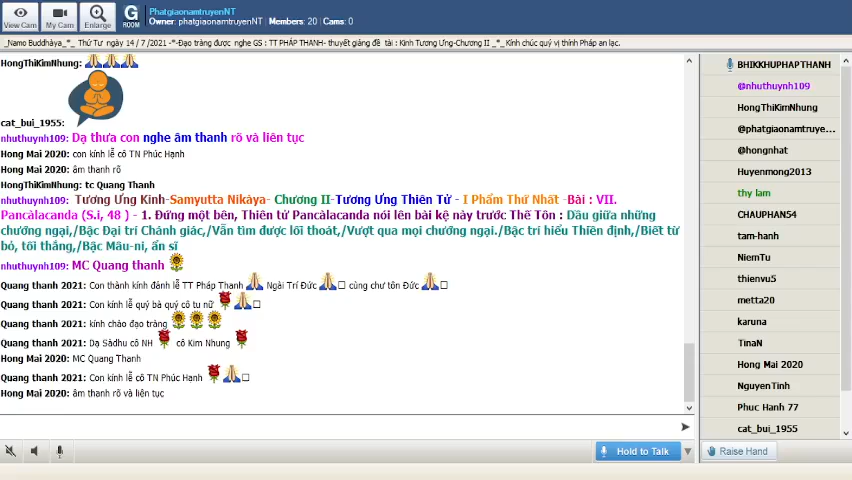 PhatgiaonamtruyenNT
Owner: phatgiaonamtruyenNT | Members: 20 | Cams: 0
View Cam
My Cam
Enlarge
G
ROOM
_Namo Buddhàya_*_ Thứ Tư ngày 14 / 7 /2021 -*-Đạo tràng được nghe GS : TT PHÁP THANH- thuyết giảng đề tài : Kinh Tương Ưng-Chương II _*_ Kính chúc quý vị thính Pháp an lạc.
HongThiKimNhung:
cat_bui_1955:
nhuthuynh109: Dạ thưa con nghe âm thanh rõ và liên tục
Hong Mai 2020: con kính lễ cô TN Phúc Hạnh
Hong Mai 2020: âm thanh rõ
HongThiKimNhung: tc Quang Thanh
nhuthuynh109: Tương Ưng Kinh-Samyutta Nikàya- Chương II-Tương Ưng Thiên Tử - I Phẩm Thứ Nhất -Bài : VII.
Pancàlacanda (S.i, 48 ) - 1. Đứng một bên, Thiên tử Pancàlacanda nói lên bài kệ này trước Thế Tôn : Dầu giữa những
chướng ngại,/Bậc Đại trí Chánh giác,/Vẫn tìm được lối thoát,/Vượt qua mọi chướng ngại./Bậc trí hiểu Thiền định,/Biết từ
bỏ, tối thắng,/Bậc Mâu-ni, ẩn sĩ
nhuthuynh109: MC Quang thanh
Quang thanh 2021: Con thành kính đảnh lễ TT Pháp Thanh Ngài Trí Đức cùng chư tôn Đức
Quang thanh 2021: Con kính lễ quý bà quý cô tu nữ
Quang thanh 2021: kính chào đạo tràng
Quang thanh 2021: Dạ Sàdhu cô NH cô Kim Nhung
Hong Mai 2020: MC Quang Thanh
Quang thanh 2021: Con kính lễ cô TN Phúc Hạnh
Hong Mai 2020: âm thanh rõ và liên tục
Hold to Talk
BHIKKHUPHAPTHANH
@nhuthuynh109
HongThiKimNhung
@phatgiaonamtruye...
@hongnhat
Huyenmong2013
thy lam
CHAUPHAN54
tam-hanh
NiemTu
thienvu5
metta20
karuna
TinaN
Hong Mai 2020
NguyenTinh
Phuc Hanh 77
cat_bui_1955
Raise Hand